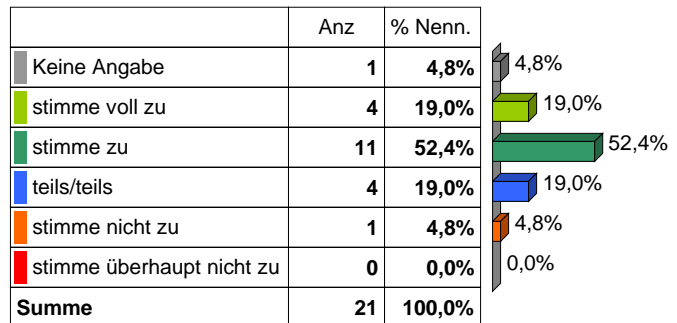 Anz % Nenn.
Keine Angabe 1 4,8% 4,8%
stimme voll zu 4 19,0% 19,0%
stimme zu 11 52,4% 52,4%
teils/teils 4 19,0% 19,0%
stimme nicht zu 1 4,8% 4,8%
stimme überhaupt nicht zu 0 0,0% 0,0%
Summe 21 100,0%